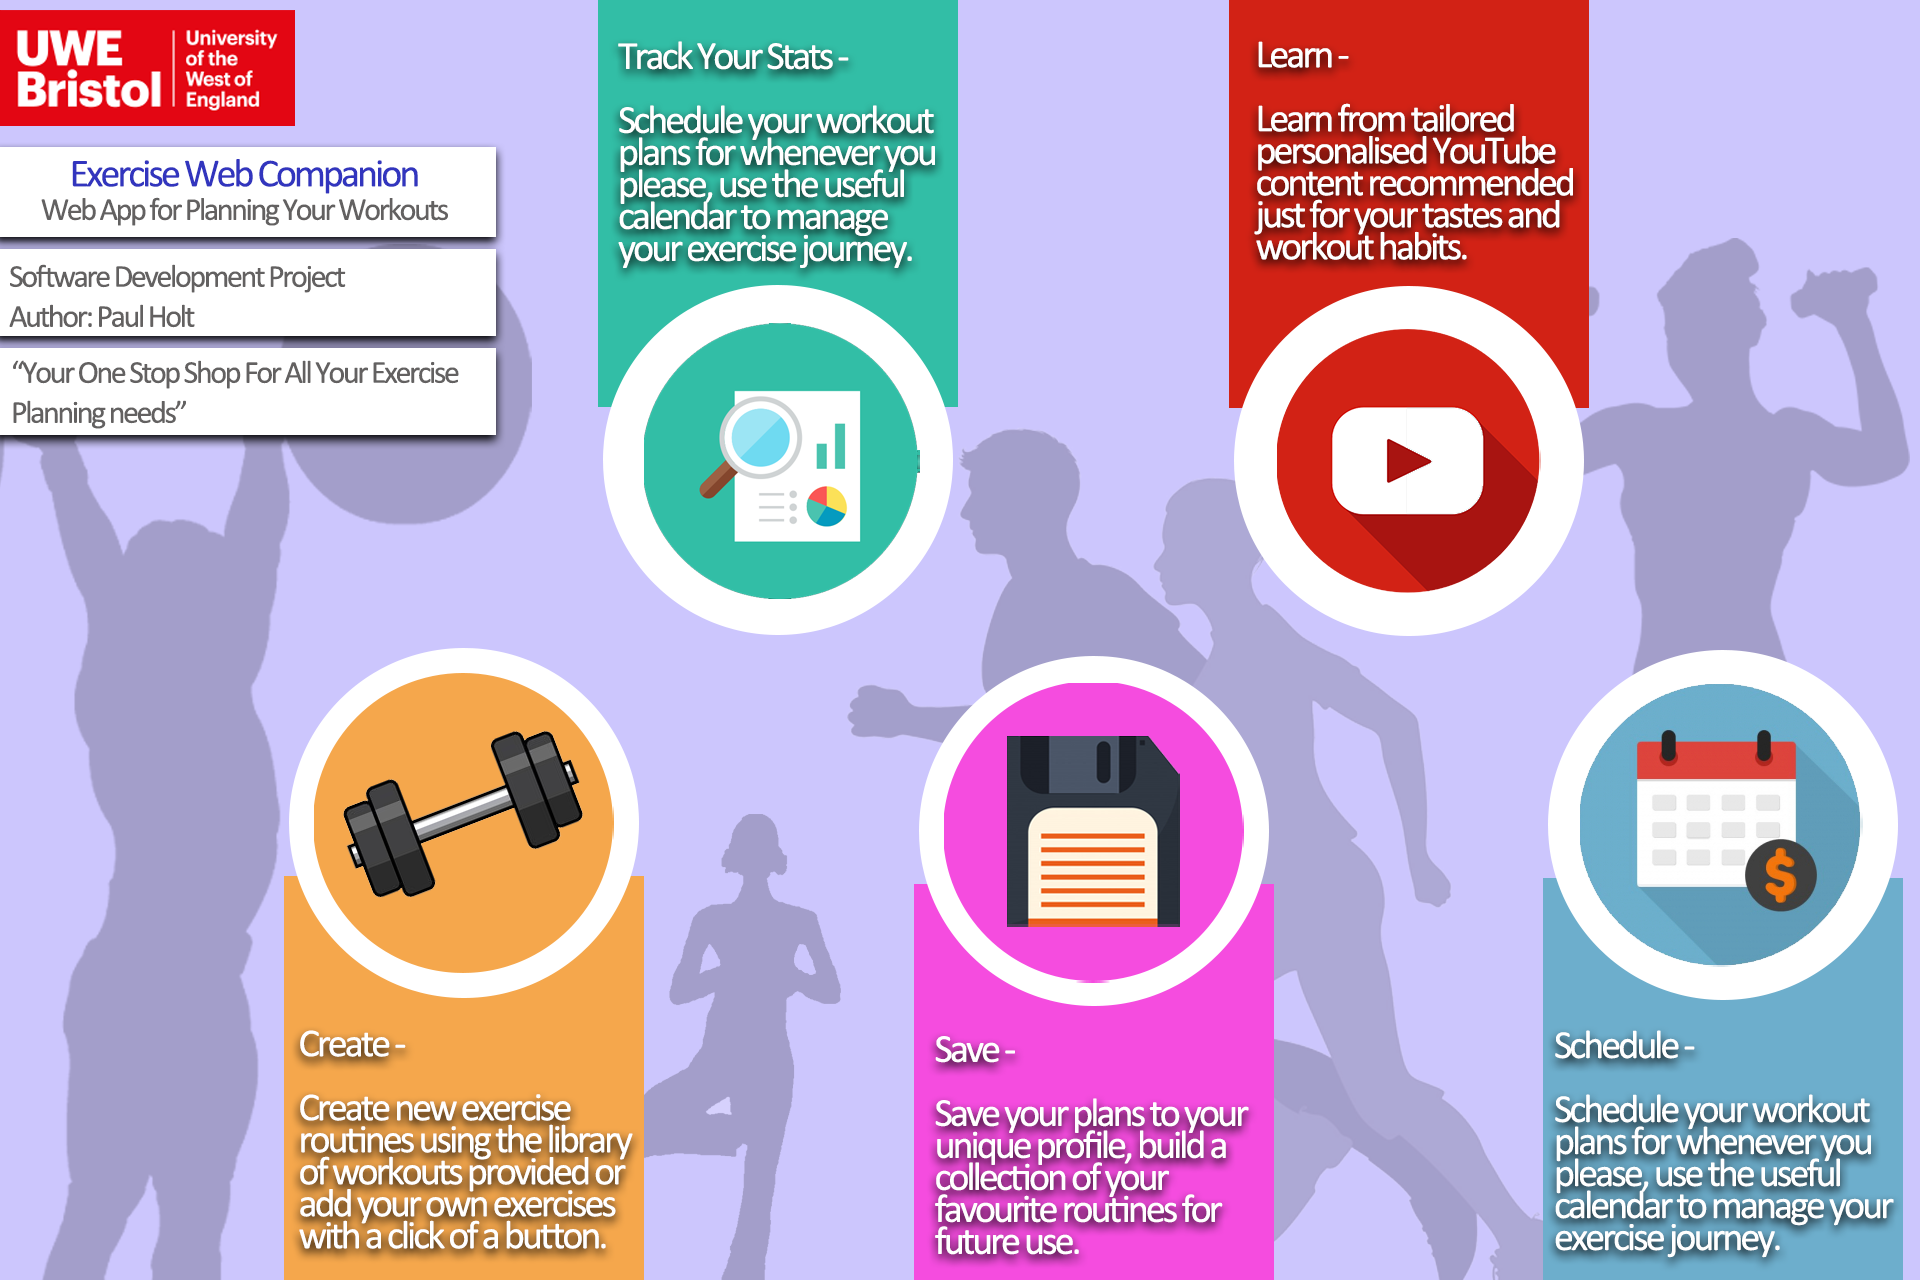 UWE
Bristol
University
of the
West of
England
Exercise Web Companion
Web App for Planning Your Workouts
Software Development Project
Author: Paul Holt
“Your One Stop Shop For All Your Exercise
Planning needs”
Track Your Stats -
Schedule your workout
plans for whenever you
please, use the useful
calendar to manage
your exercise journey.
Learn -
Learn from tailored
personalised YouTube
content recommended
just for your tastes and
workout habits.
Create -
Create new exercise
routines using the library
of workouts provided or
add your own exercises
with a click of a button.
Save -
Save your plans to your
unique profile, build a
collection of your
favourite routines for
future use.
$
Schedule -
Schedule your workout
plans for whenever you
please, use the useful
calendar to manage your
exercise journey.